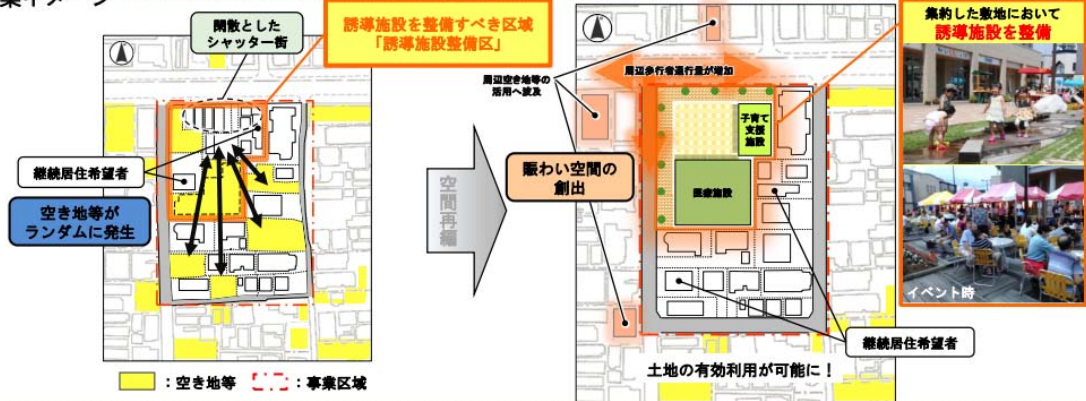 業イメージ
閑散とした
シャッター街
誘導施設を整備すべき区域
「誘導施設整備区」
継続居住希望者
空き地等が
ランダムに発生
：空き地等
：事業区域
空間再編
周辺空き地等の
活用へ波及
周辺歩行者通行量が増加
子育て
支援
施設
医療施設
賑わい空間の
創出
継続居住希望者
土地の有効利用が可能に！
集約した敷地において
誘導施設を整備
イベント時